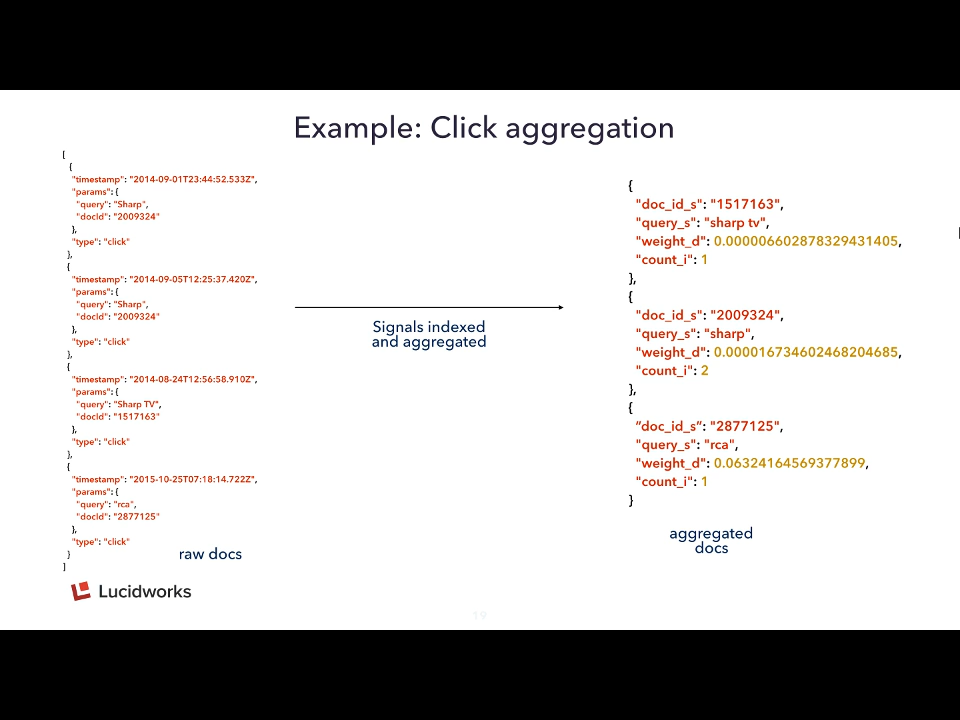 Example: Click aggregation
[
{
"timestamp": "2014-09-01T23:44:52.533Z",
"params": {
"query": "Sharp",
"docId": "2009324"
},
"type": "click"
},
{
"timestamp": "2014-09-05T12:25:37.420Z",
"params": {
"query": "Sharp",
"docId": "2009324"
},
"type": "click"
},
{
"timestamp": "2014-08-24T12:56:58.910Z",
"params": {
"query": "Sharp TV",
"docId": "1517163"
},
"type": "click"
},
{
"timestamp": "2015-10-25T07:18:14.722Z",
"params": {
"query": "rca",
"docId": "2877125"
},
"type": "click"
}
]
raw docs
Signals indexed
and aggregated
{
"doc_id_s": "1517163",
"query_s": "sharp tv",
"weight_d": 0.000006602878329431405,
"count_i": 1
},
{
"doc_id_s": "2009324",
"query_s": "sharp",
"weight_d": 0.000016734602468204685,
"count_i": 2
},
{
”doc_id_s”: "2877125",
"query_s": "rca",
"weight_d": 0.06324164569377899,
"count_i": 1
}
aggregated
docs
Lucidworks
19